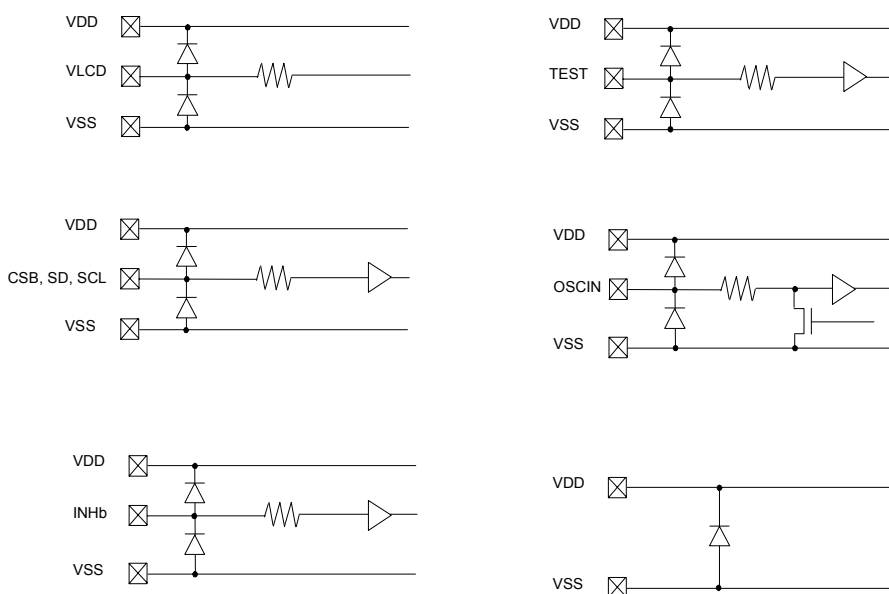 VDD
VLCD
VSS
VDD
TEST
VSS
VDD
CSB, SD, SCL
VSS
VDD
OSCIN
VSS
VDD
INHb
VSS
VDD
VSS